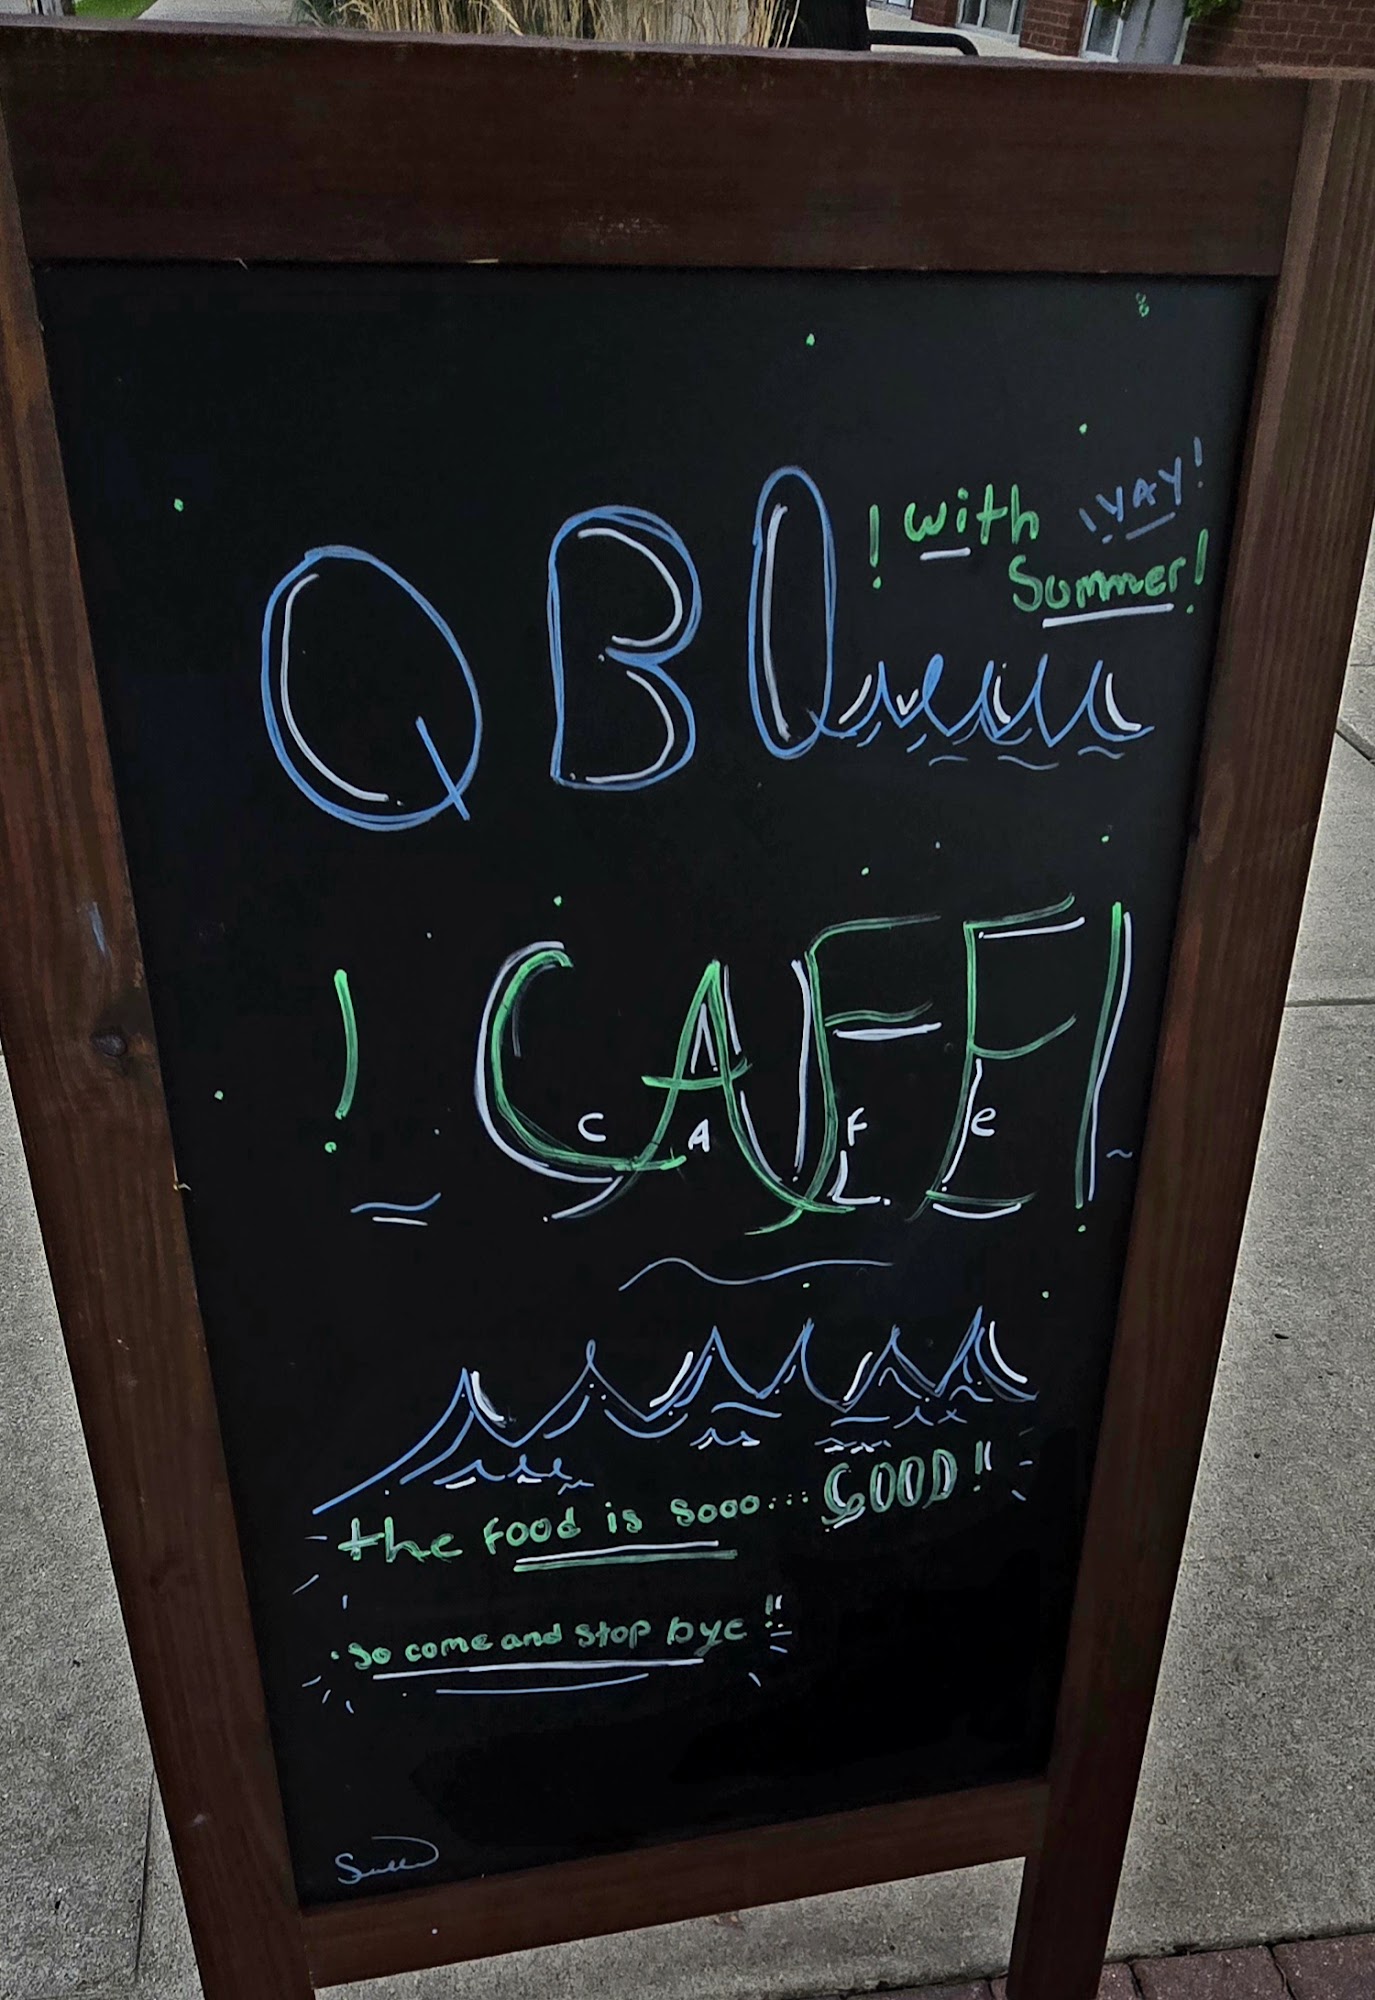 QBQ
! with
¡YAY!
Summer!
! CAFE!
C A F e
the Food is sooo... GOOD!!
so come and stop bye!!